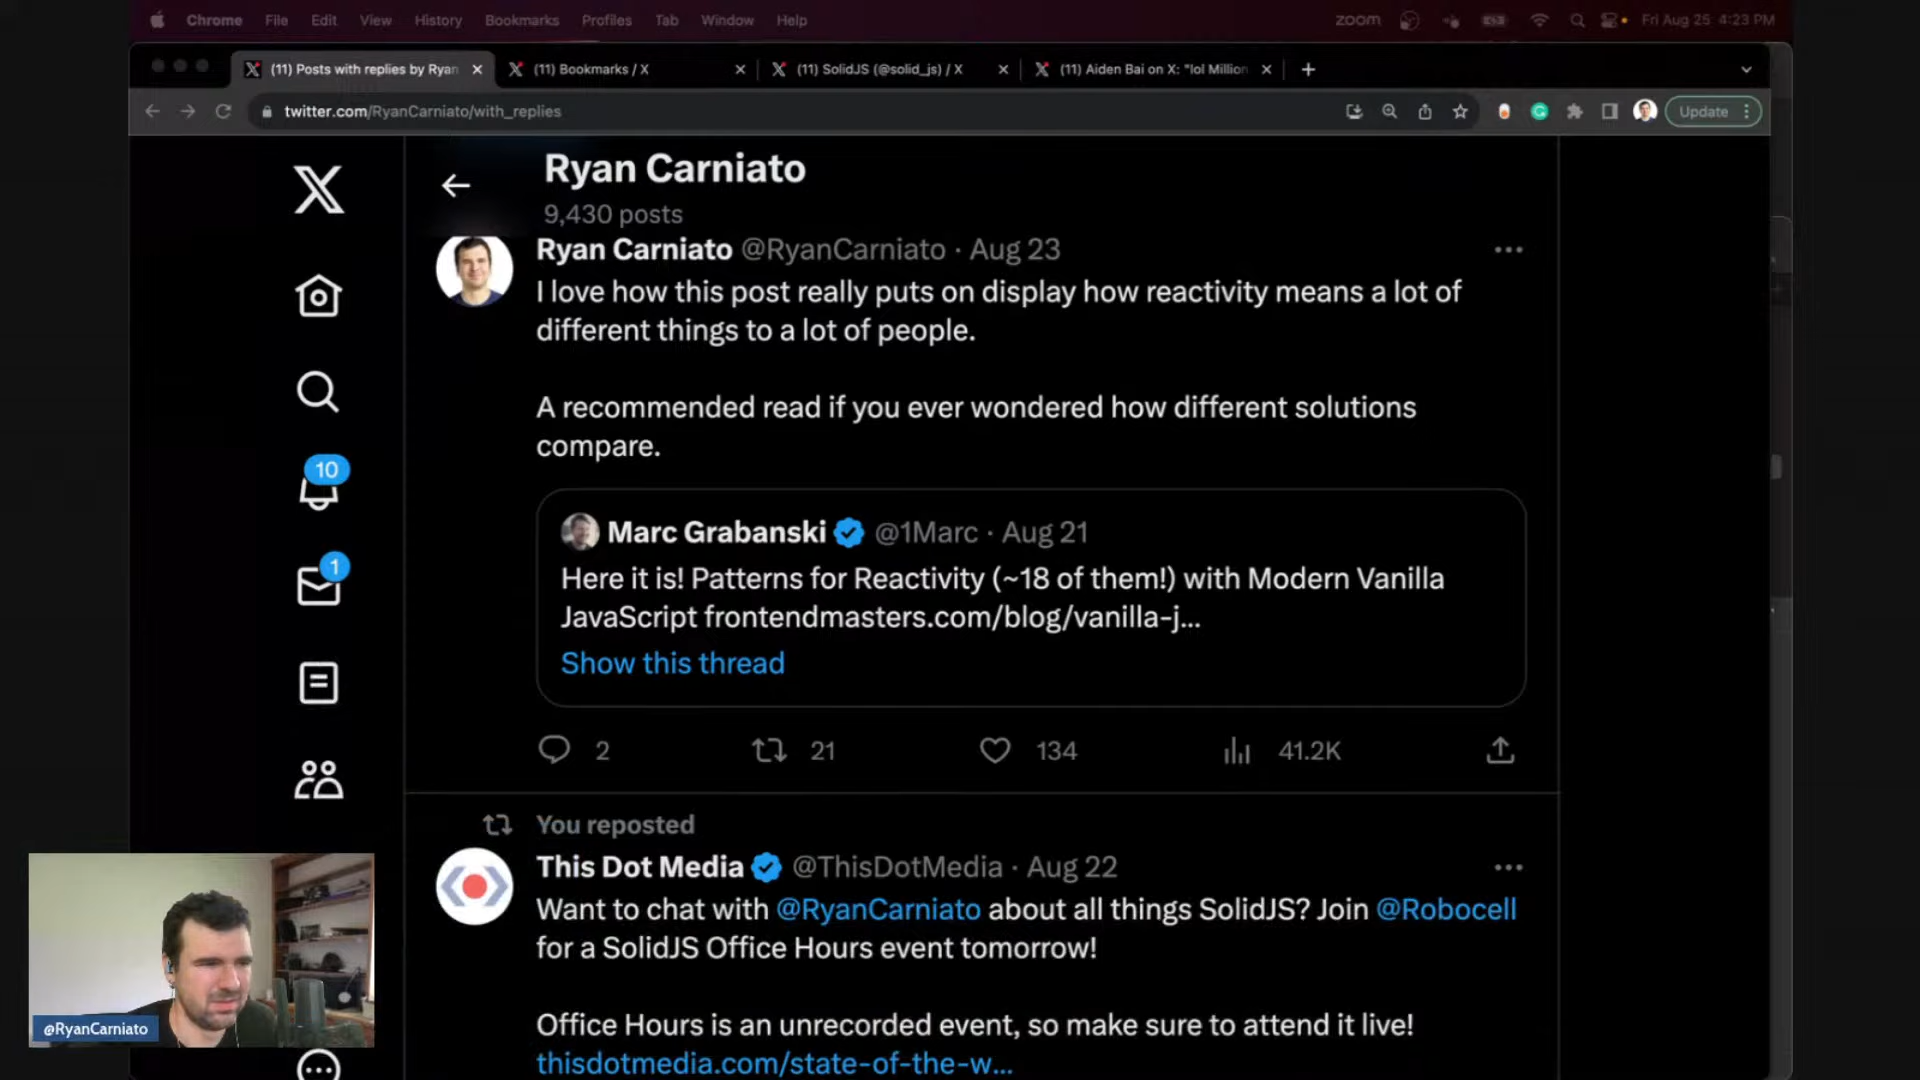 Chrome File Edit View History Bookmarks Profiles Tab Window Help zoom Fri Aug 25 4:23 PM
(11) Posts with replies by Ryan (11) Bookmarks / X (11) SolidJS (@solid_js) / X (11) Aiden Bai on X: "lol Million
twitter.com/RyanCarniato/with_replies Update
Ryan Carniato
9,430 posts
Ryan Carniato @RyanCarniato · Aug 23
I love how this post really puts on display how reactivity means a lot of
different things to a lot of people.
A recommended read if you ever wondered how different solutions
compare.
Marc Grabanski @1Marc · Aug 21
Here it is! Patterns for Reactivity (~18 of them!) with Modern Vanilla
JavaScript frontendmasters.com/blog/vanilla-j...
Show this thread
2 21 134 41.2K
10
1
You reposted
This Dot Media @ThisDotMedia · Aug 22
Want to chat with @RyanCarniato about all things SolidJS? Join @Robocell
for a SolidJS Office Hours event tomorrow!
Office Hours is an unrecorded event, so make sure to attend it live!
thisdotmedia.com/state-of-the-w...
@RyanCarniato